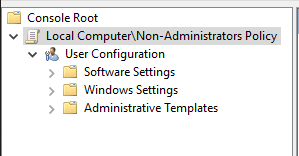 Console Root
Local Computer\Non-Administrators Policy
User Configuration
Software Settings
Windows Settings
Administrative Templates